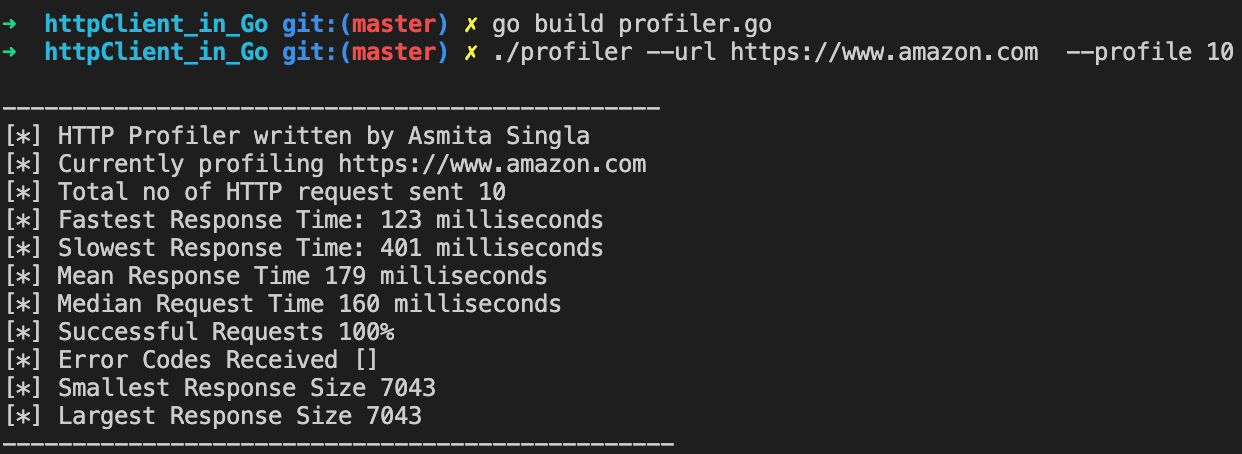 ➜  httpClient_in_Go git:(master) ✗ go build profiler.go
➜  httpClient_in_Go git:(master) ✗ ./profiler --url https://www.amazon.com  --profile 10
-----------------------------------------------
[*] HTTP Profiler written by Asmita Singla
[*] Currently profiling https://www.amazon.com
[*] Total no of HTTP request sent 10
[*] Fastest Response Time: 123 milliseconds
[*] Slowest Response Time: 401 milliseconds
[*] Mean Response Time 179 milliseconds
[*] Median Request Time 160 milliseconds
[*] Successful Requests 100%
[*] Error Codes Received []
[*] Smallest Response Size 7043
[*] Largest Response Size 7043
------------------------------------------------